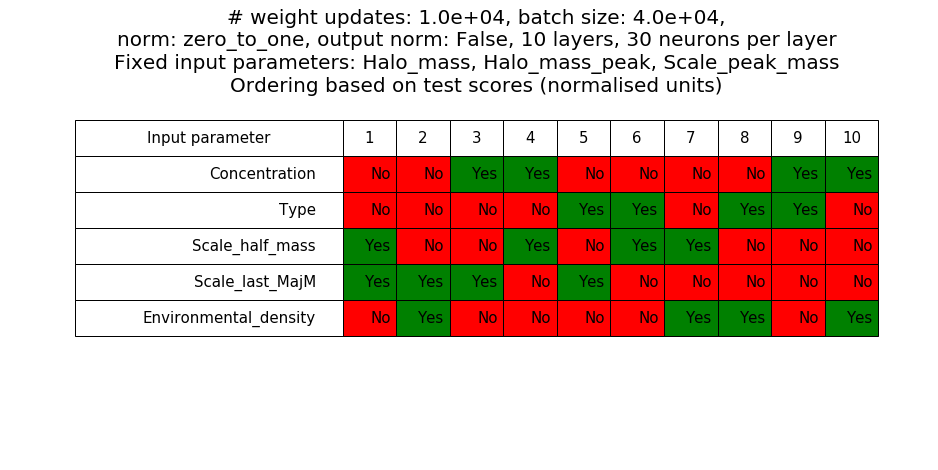 # weight updates: 1.0e+04, batch size: 4.0e+04,
norm: zero_to_one, output norm: False, 10 layers, 30 neurons per layer
Fixed input parameters: Halo_mass, Halo_mass_peak, Scale_peak_mass
Ordering based on test scores (normalised units)
Input parameter 1 2 3 4 5 6 7 8 9 10
Concentration No No Yes Yes No No No No Yes Yes
Type No No No No Yes Yes No Yes Yes No
Scale_half_mass Yes No No Yes No Yes Yes No No No
Scale_last_MajM Yes Yes Yes No Yes No No No No No
Environmental_density No Yes No No No No Yes Yes No Yes